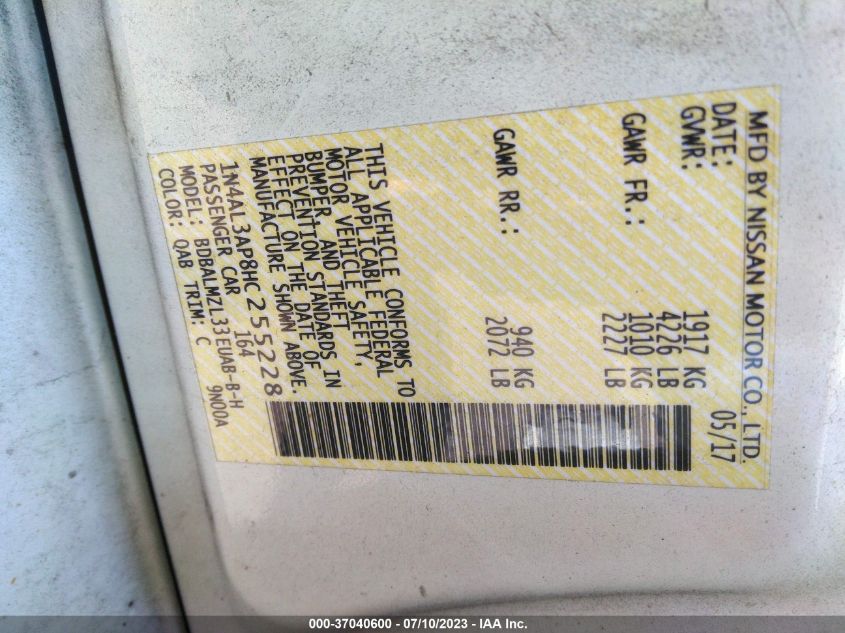 MFD BY NISSAN MOTOR CO., LTD.
DATE: 05/17
GVWR: 1917 KG
4226 LB
GAWR FR.: 1010 KG
2227 LB
GAWR RR.: 940 KG
2072 LB
THIS VEHICLE CONFORMS TO
ALL APPLICABLE FEDERAL
MOTOR VEHICLE SAFETY,
BUMPER, AND THEFT
PREVENTION STANDARDS IN
EFFECT ON THE DATE OF
MANUFACTURE SHOWN ABOVE.
1N4AL3AP8HC255228
PASSENGER CAR 164
MODEL: BDBALMZL33EUAB-B-H
COLOR: QAB TRIM: C 9N00A
000-37040600 - 07/10/2023 - IAA Inc.